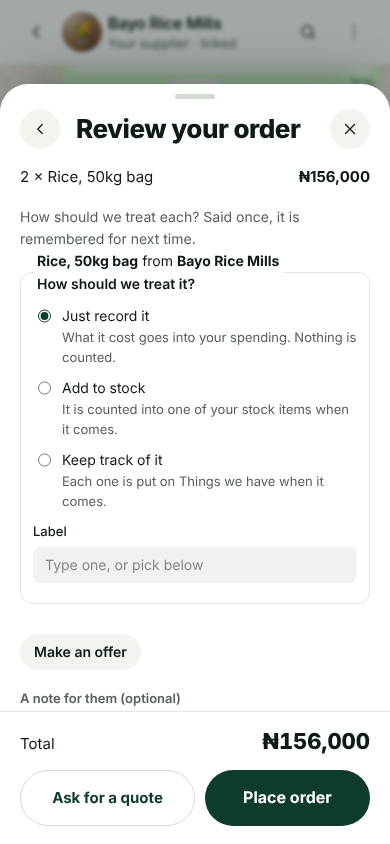 Bayo Rice Mills
Your supplier · linked
Review your order
2 × Rice, 50kg bag
₦156,000
How should we treat each? Said once, it is
remembered for next time.
Rice, 50kg bag from Bayo Rice Mills
How should we treat it?
Just record it
What it cost goes into your spending. Nothing is
counted.
Add to stock
It is counted into one of your stock items when
it comes.
Keep track of it
Each one is put on Things we have when it
comes.
Label
Type one, or pick below
Make an offer
A note for them (optional)
Total
₦156,000
Ask for a quote
Place order